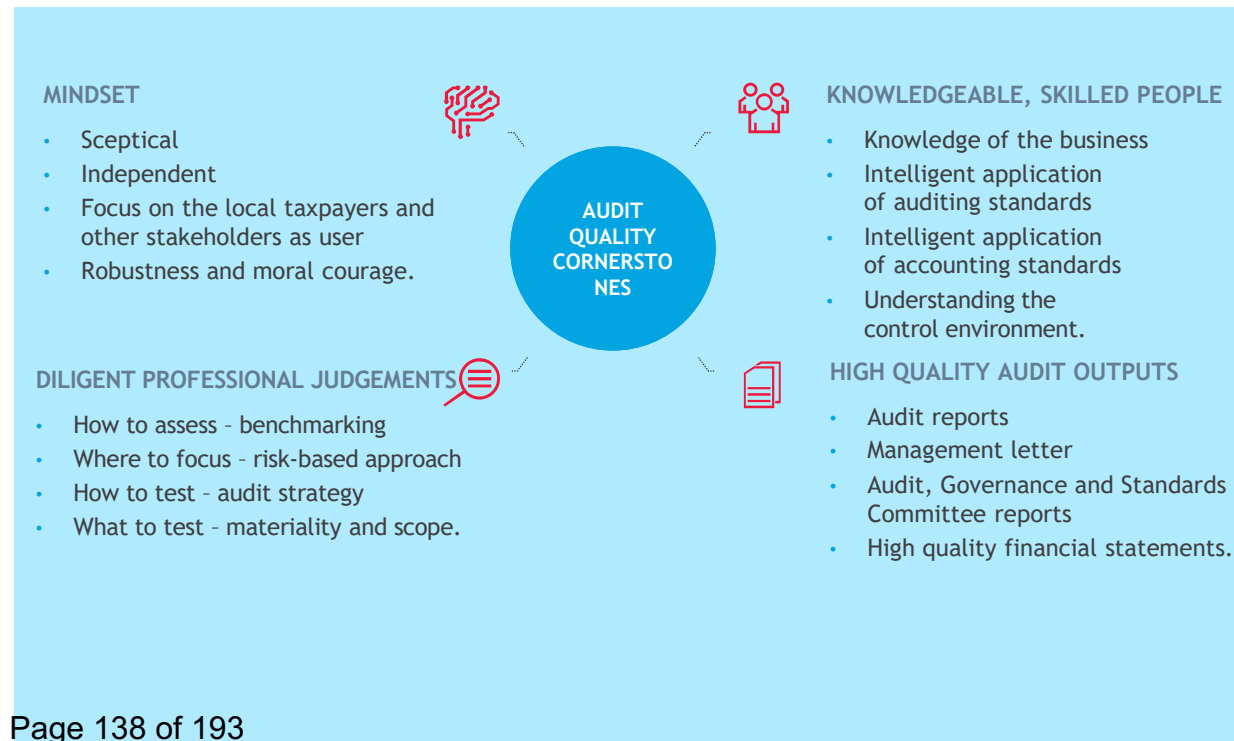 MINDSET
• Sceptical
• Independent
• Focus on the local taxpayers and
other stakeholders as user
• Robustness and moral courage.
KNOWLEDGEABLE, SKILLED PEOPLE
• Knowledge of the business
• Intelligent application
of auditing standards
• Intelligent application
of accounting standards
• Understanding the
control environment.
AUDIT
QUALITY
CORNERSTO
NES
DILIGENT PROFESSIONAL JUDGEMENTS
• How to assess – benchmarking
• Where to focus – risk-based approach
• How to test – audit strategy
• What to test – materiality and scope.
HIGH QUALITY AUDIT OUTPUTS
• Audit reports
• Management letter
• Audit, Governance and Standards
Committee reports
• High quality financial statements.
Page 138 of 193